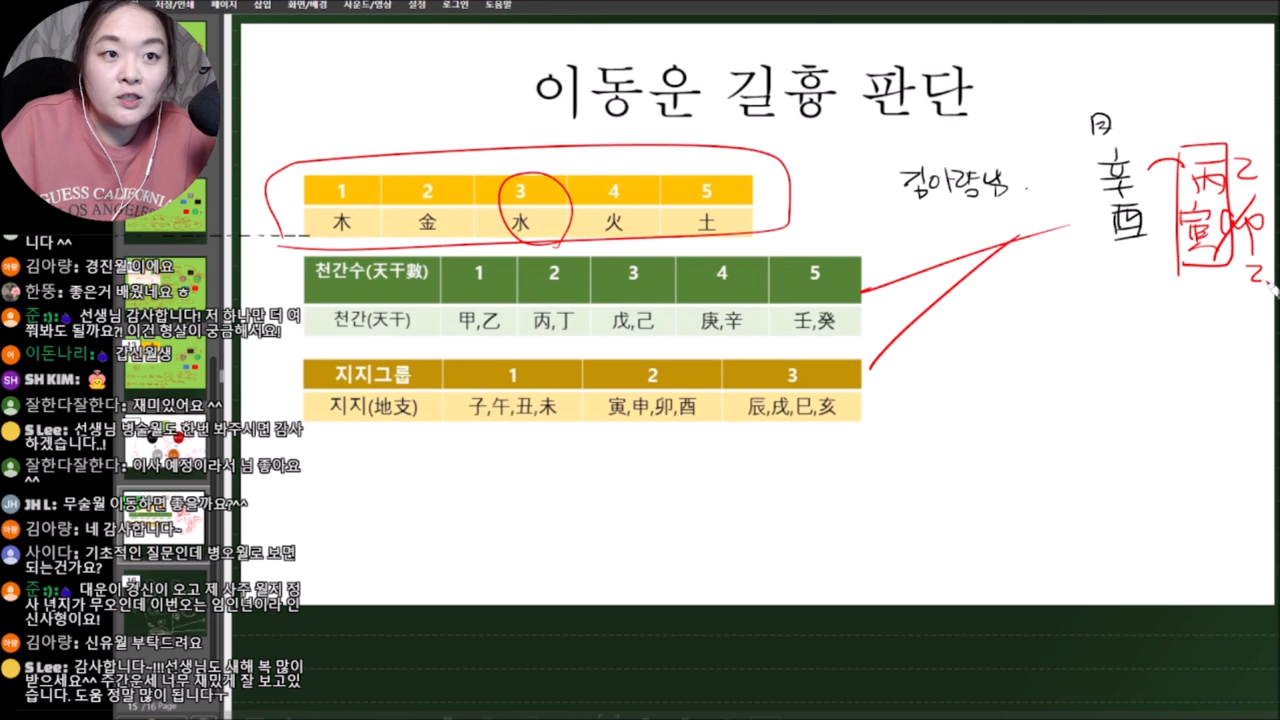 저장/인쇄 페이지 삽입 화면/배경 사운드/영상 설정 로그인 도움말
이동운 길흉 판단
1 2 3 4 5
木 金 水 火 土
천간수(天干數) 1 2 3 4 5
천간(天干) 甲,乙 丙,丁 戊,己 庚,辛 壬,癸
지지그룹 1 2 3
지지(地支) 子,午,丑,未 寅,申,卯,酉 辰,戌,巳,亥
김아량님.
月
辛 丙 乙
酉 寅 卯
2
GUESS CALIFORNIA
LOS ANGELES
니다 ^^
김아량: 경진월 이에요
한뚱: 좋은거 배웠네요 ㅎ
준:): 선생님 감사합니다! 저 하나만 더 여
쭤봐도 될까요?! 이건 형살이 궁금해서요!
이돈나리: 갑신월생
SH KIM:
잘한다잘한다: 재미있어요 ^^
S Lee: 선생님 병술월도 한번 봐주시면 감사
하겠습니다..!
잘한다잘한다: 이사 예정이라서 넘 좋아요
^^
JH L: 무술월 이동하면 좋을까요?^^
김아량: 네 감사합니다~
사이다: 기초적인 질문인데 병오월로 보면
되는건가요?
준:): 대운이 경신이 오고 제 사주 월지 정
사 년지가 무오인데 이번오는 임인년이라 인
신사형이요!
김아량: 신유월 부탁드려요
S Lee: 감사합니다~!!!선생님도 새해 복 많이
받으세요^^ 주간운세 너무 재밌게 잘 보고있
습니다. 도움 정말 많이 됩니다ㅜ
15 /16 Page